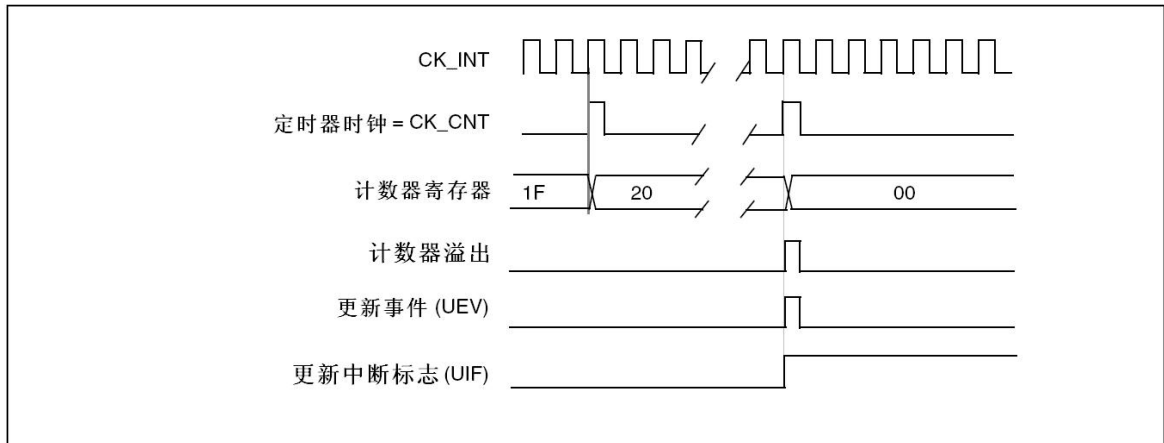 CK_INT
定时器时钟 = CK_CNT
计数器寄存器 1F 20 00
计数器溢出
更新事件 (UEV)
更新中断标志 (UIF)